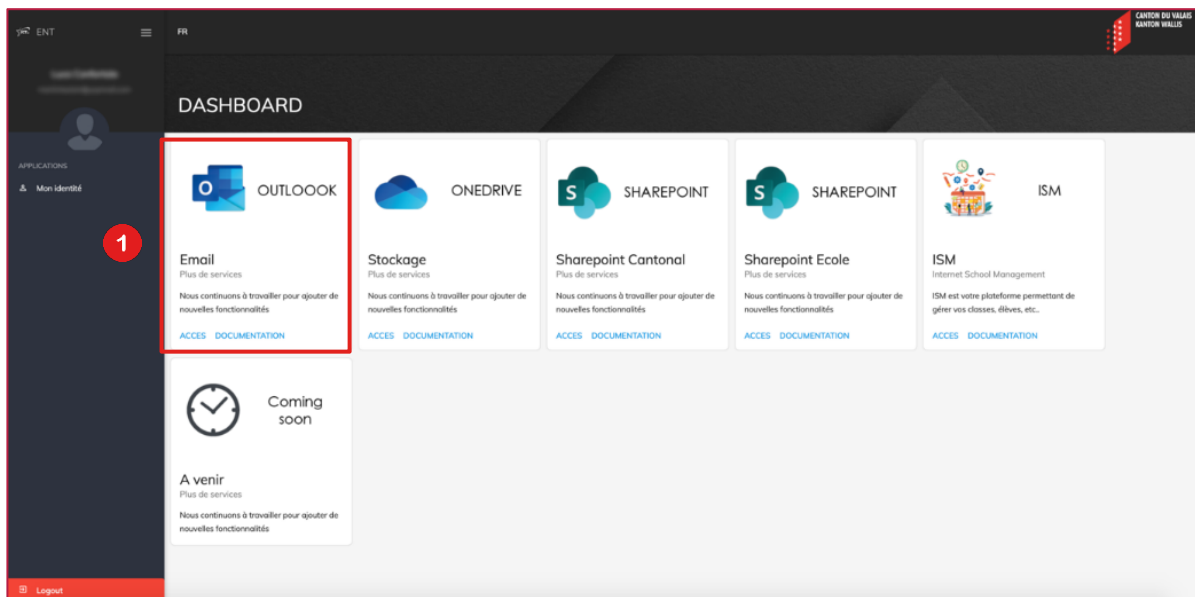 ENT
FR
CANTON DU VALAIS
KANTON WALLIS
DASHBOARD
APPLICATIONS
Mon identité
1
OUTLOOOK
Email
Plus de services
Nous continuons à travailler pour ajouter de
nouvelles fonctionnalités
ACCES DOCUMENTATION
ONEDRIVE
Stockage
Plus de services
Nous continuons à travailler pour ajouter de
nouvelles fonctionnalités
ACCES DOCUMENTATION
SHAREPOINT
Sharepoint Cantonal
Plus de services
Nous continuons à travailler pour ajouter de
nouvelles fonctionnalités
ACCES DOCUMENTATION
SHAREPOINT
Sharepoint Ecole
Plus de services
Nous continuons à travailler pour ajouter de
nouvelles fonctionnalités
ACCES DOCUMENTATION
ISM
ISM
Internet School Management
ISM est votre plateforme permettant de
gérer vos classes, élèves, etc..
ACCES DOCUMENTATION
Coming
soon
A venir
Plus de services
Nous continuons à travailler pour ajouter de
nouvelles fonctionnalités
Logout